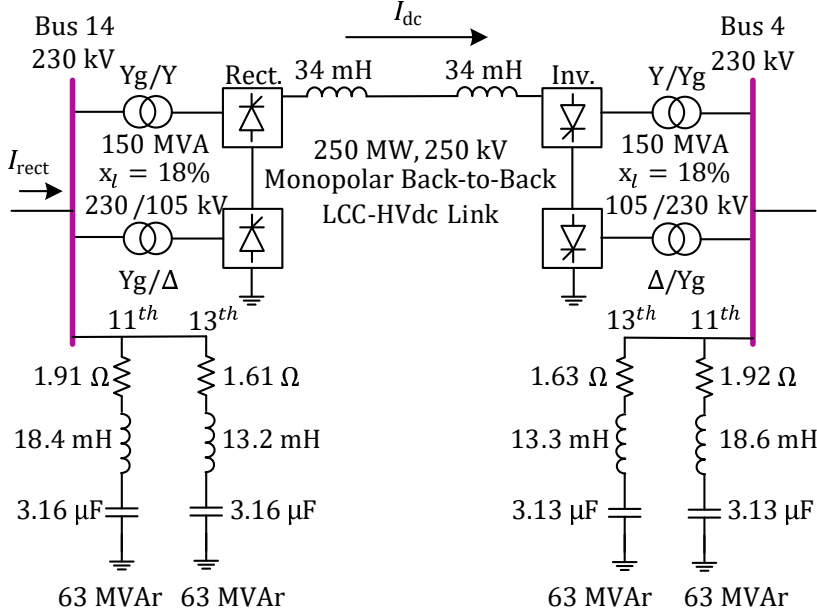 Bus 14
230 kV
I_dc
Bus 4
230 kV
Yg/Y
Rect.
34 mH
34 mH
Inv.
Y/Yg
I_rect
150 MVA
x_l = 18%
230/105 kV
250 MW, 250 kV
Monopolar Back-to-Back
LCC-HVdc Link
150 MVA
x_l = 18%
105/230 kV
Yg/Δ
Δ/Yg
11^th
13^th
13^th
11^th
1.91 Ω
1.61 Ω
1.63 Ω
1.92 Ω
18.4 mH
13.2 mH
13.3 mH
18.6 mH
3.16 μF
3.16 μF
3.13 μF
3.13 μF
63 MVAr
63 MVAr
63 MVAr
63 MVAr